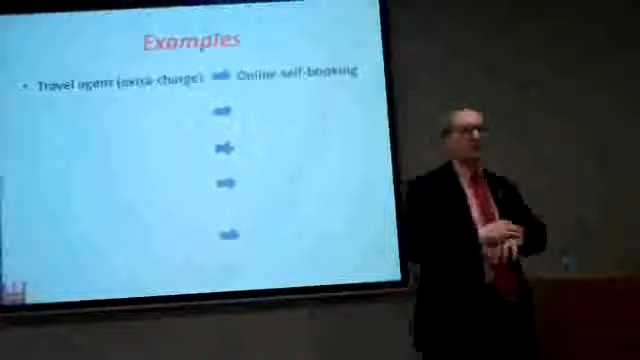 Examples
• Travel agent (extra charge) ➡ Online self-booking